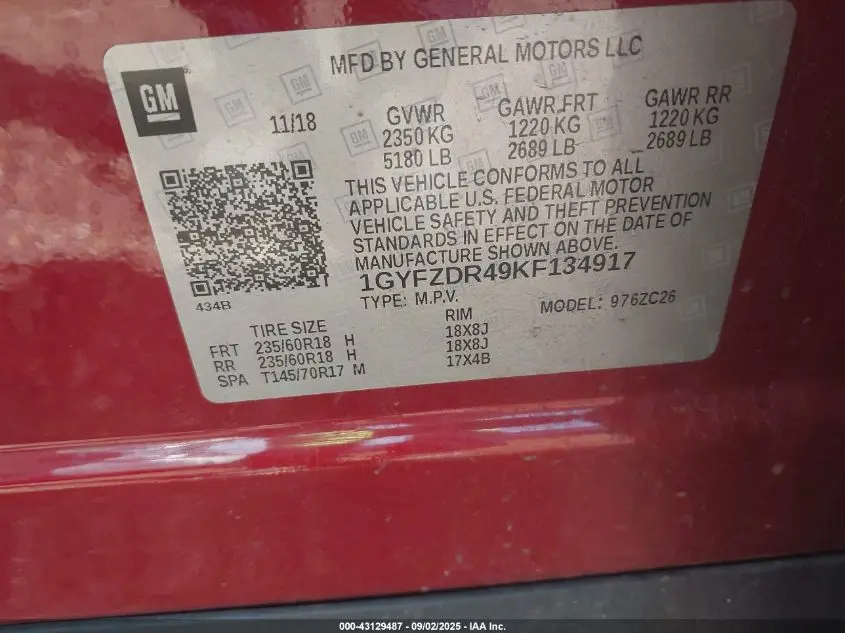 MFD BY GENERAL MOTORS LLC
GM
11/18
GVWR
2350 KG
5180 LB
GAWR FRT
1220 KG
2689 LB
GAWR RR
1220 KG
2689 LB
THIS VEHICLE CONFORMS TO ALL
APPLICABLE U.S. FEDERAL MOTOR
VEHICLE SAFETY AND THEFT PREVENTION
STANDARDS IN EFFECT ON THE DATE OF
MANUFACTURE SHOWN ABOVE.
1GYFZDR49KF134917
434B
TYPE: M.P.V.
MODEL: 976ZC26
TIRE SIZE RIM
FRT 235/60R18 H 18X8J
RR 235/60R18 H 18X8J
SPA T145/70R17 M 17X4B
000-43129487 - 09/02/2025 - IAA Inc.